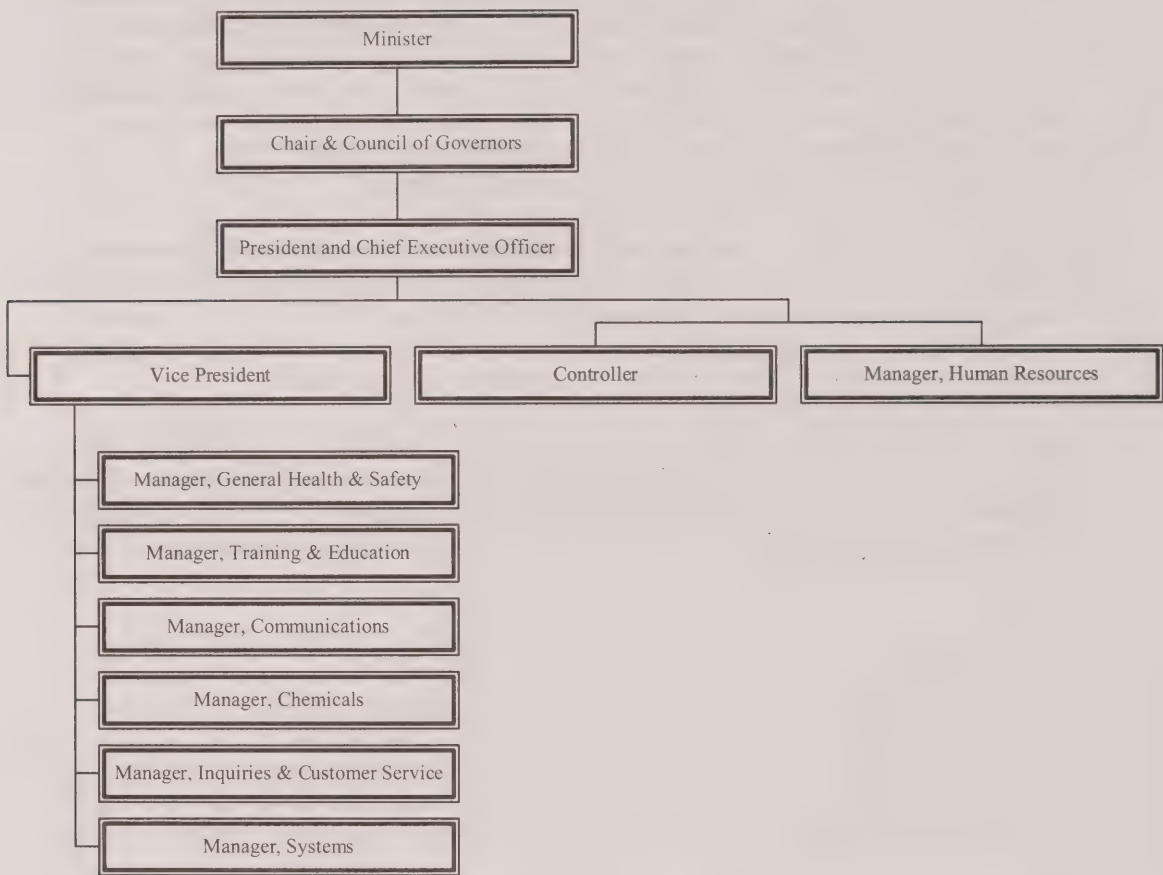 Minister
Chair & Council of Governors
President and Chief Executive Officer
Vice President
Controller
Manager, Human Resources
Manager, General Health & Safety
Manager, Training & Education
Manager, Communications
Manager, Chemicals
Manager, Inquiries & Customer Service
Manager, Systems